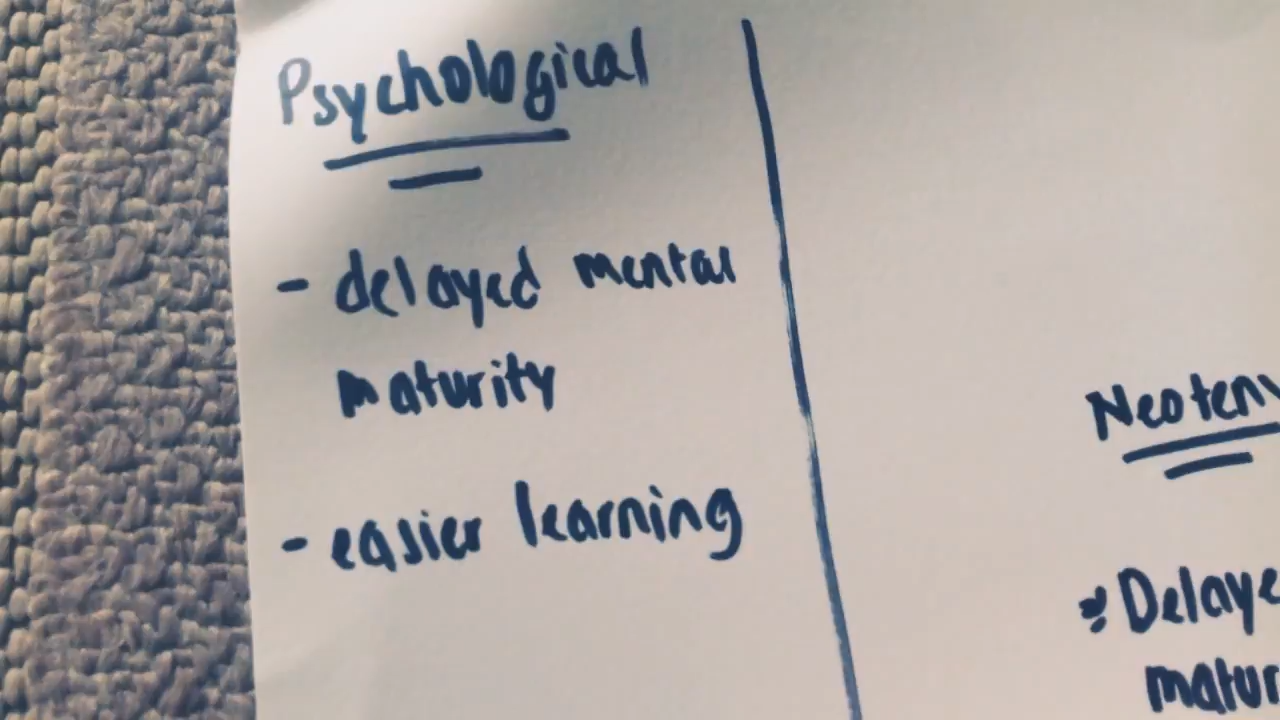 Psychological
- delayed mental
maturity
- easier learning
Neoteny
Delaye
matur